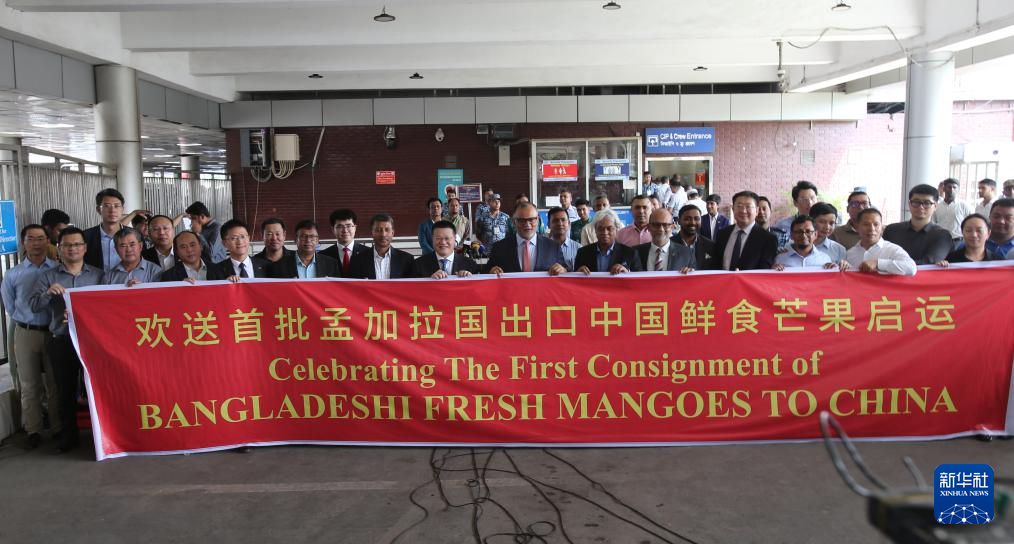 CIP & Crew Entrance
欢送首批孟加拉国出口中国鲜食芒果启运
Celebrating The First Consignment of
BANGLADESHI FRESH MANGOES TO CHINA
新华社
XINHUA NEWS